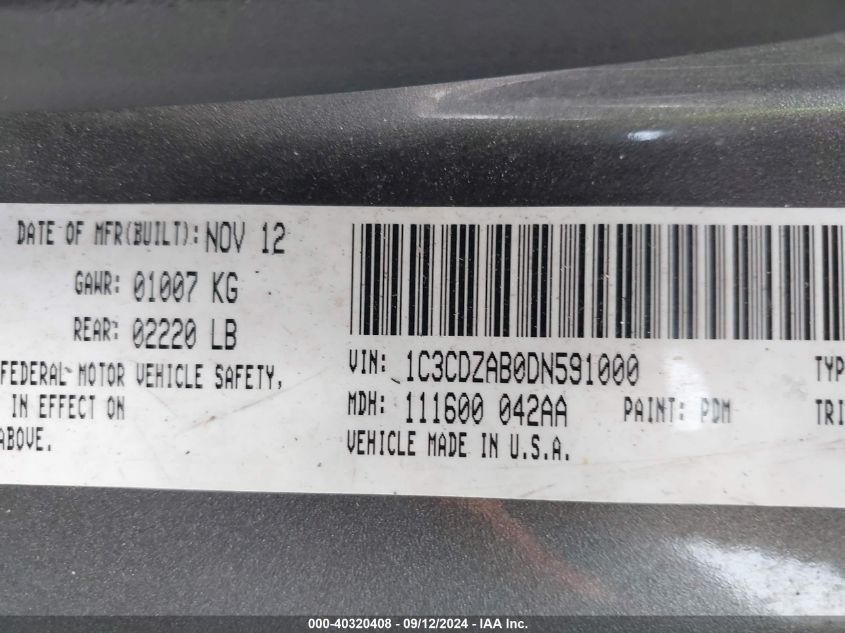 DATE OF MFR(BUILT): NOV 12
GAWR: 01007 KG
REAR: 02220 LB
FEDERAL MOTOR VEHICLE SAFETY,
IN EFFECT ON
ABOVE.
VIN: 1C3CDZAB0DN591000 TYP
MDH: 111600 042AA PAINT: PDM TRI
VEHICLE MADE IN U.S.A.
000-40320408 - 09/12/2024 - IAA Inc.